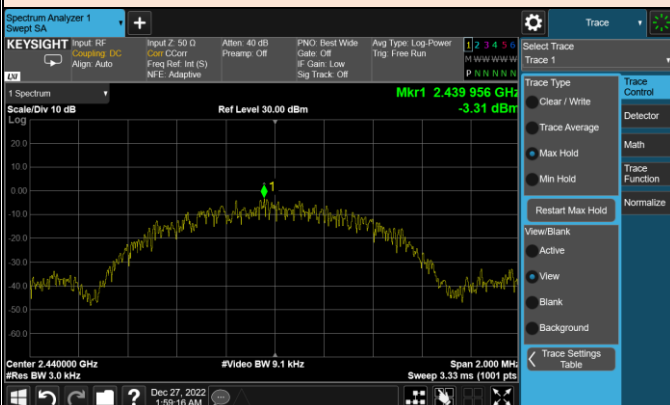 Spectrum Analyzer 1
Swept SA
+
Trace
KEYSIGHT
Input: RF
Coupling: DC
Align: Auto
Input Z: 50 Ω
Corr CCorr
Freq Ref: Int (S)
NFE: Adaptive
Atten: 40 dB
Preamp: Off
PNO: Best Wide
Gate: Off
IF Gain: Low
Sig Track: Off
Avg Type: Log-Power
Trig: Free Run
1 2 3 4 5 6
M W W W W W
P N N N N N
Select Trace
Trace 1
LXI
1 Spectrum
Mkr1 2.439 956 GHz
Scale/Div 10 dB
Ref Level 30.00 dBm
-3.31 dBm
Log
20.0
10.0
0.00
-10.0
-20.0
-30.0
-40.0
-50.0
-60.0
1
Center 2.440000 GHz
#Video BW 9.1 kHz
Span 2.000 MHz
#Res BW 3.0 kHz
Sweep 3.33 ms (1001 pts
Trace Type
Clear / Write
Trace Average
Max Hold
Min Hold
Restart Max Hold
View/Blank
Active
View
Blank
Background
Trace Settings
Table
Trace
Control
Detector
Math
Trace
Function
Normalize
?
Dec 27, 2022
1:59:16 AM